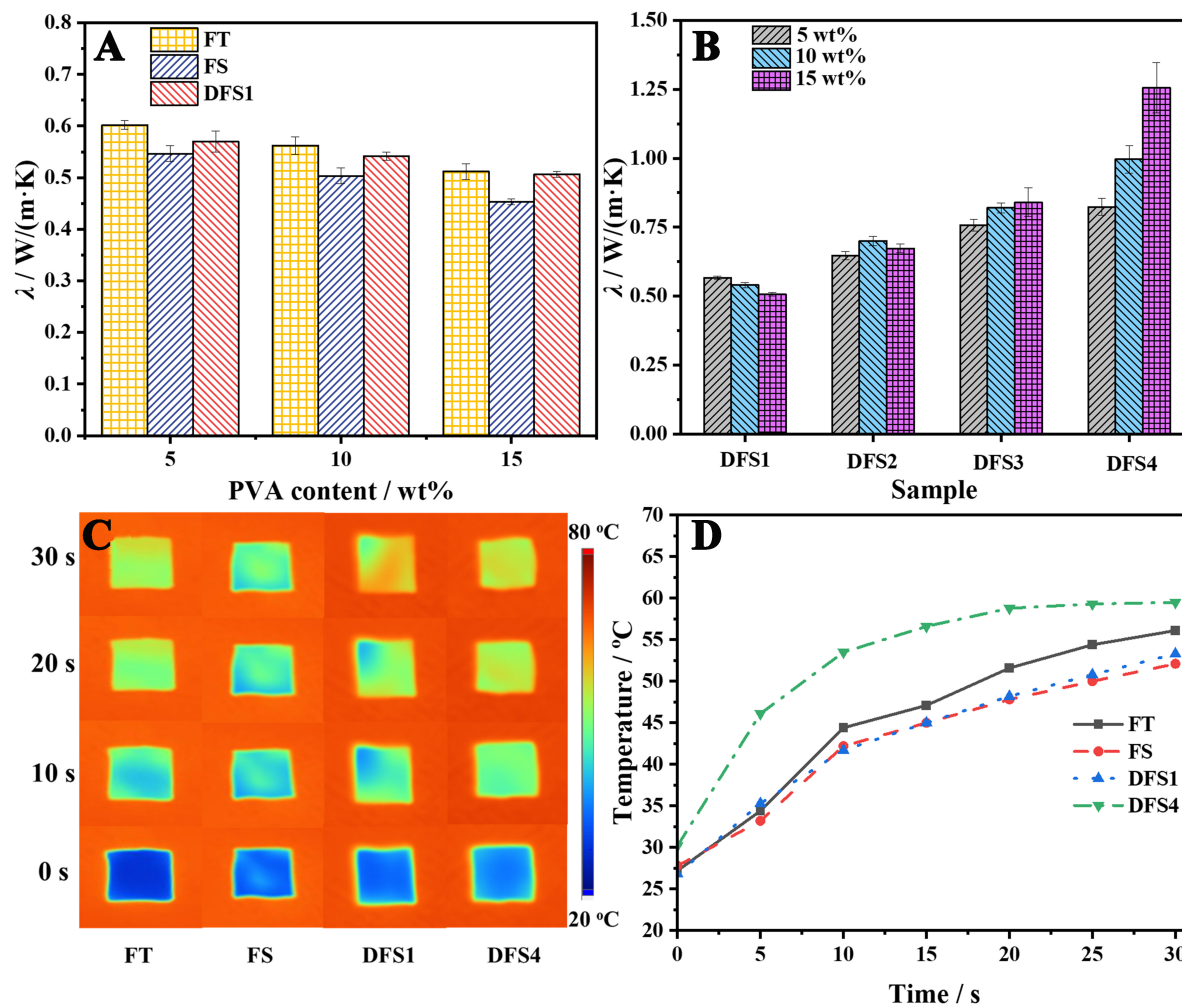 A
FT
FS
DFS1
0.8
0.7
0.6
0.5
0.4
0.3
0.2
0.1
0.0
λ / W/(m·K)
5
10
15
PVA content / wt%
B
5 wt%
10 wt%
15 wt%
1.50
1.25
1.00
0.75
0.50
0.25
0.00
λ / W/(m·K)
DFS1
DFS2
DFS3
DFS4
Sample
C
80 ºC
30 s
20 s
10 s
0 s
20 ºC
FT
FS
DFS1
DFS4
D
70
65
60
55
50
45
40
35
30
25
20
Temperature / ºC
FT
FS
DFS1
DFS4
0
5
10
15
20
25
30
Time / s